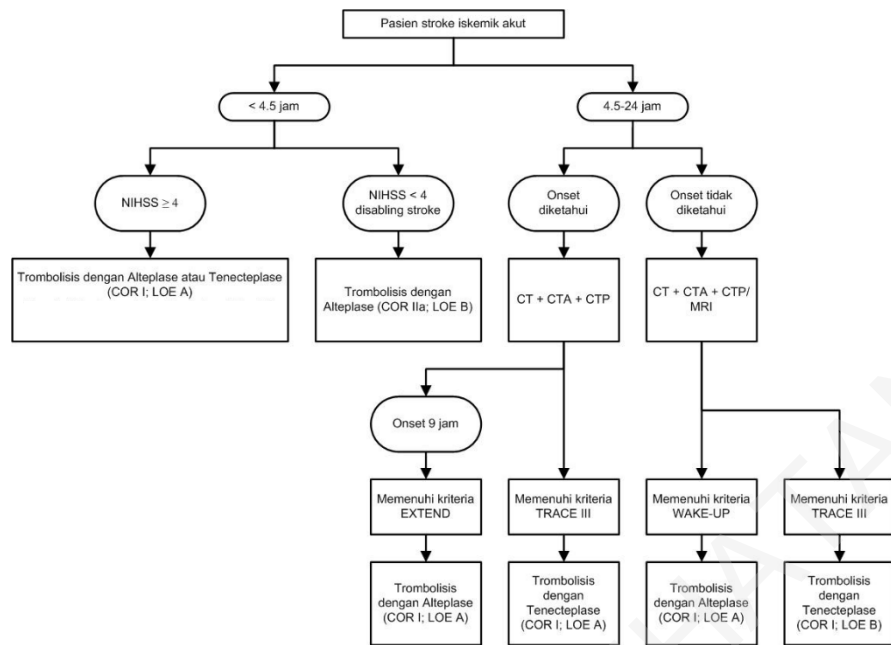 Pasien stroke iskemik akut
< 4.5 jam
4.5-24 jam
NIHSS ≥ 4
NIHSS < 4
disabling stroke
Onset
diketahui
Onset tidak
diketahui
Trombolisis dengan Alteplase atau Tenecteplase
(COR I; LOE A)
Trombolisis dengan
Alteplase (COR IIa; LOE B)
CT + CTA + CTP
CT + CTA + CTP/
MRI
Onset 9 jam
Memenuhi kriteria
EXTEND
Memenuhi kriteria
TRACE III
Memenuhi kriteria
WAKE-UP
Memenuhi kriteria
TRACE III
Trombolisis
dengan Alteplase
(COR I; LOE A)
Trombolisis
dengan
Tenecteplase
(COR I; LOE A)
Trombolisis
dengan Alteplase
(COR I; LOE A)
Trombolisis
dengan
Tenecteplase
(COR I; LOE B)